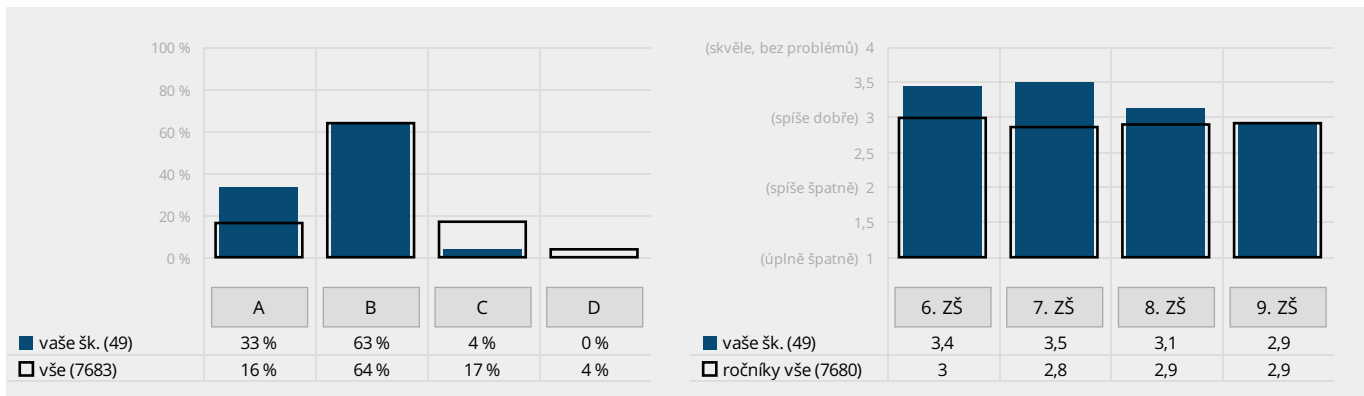 100 %
80 %
60 %
40 %
20 %
0 %
A B C D
vaše šk. (49) 33 % 63 % 4 % 0 %
vše (7683) 16 % 64 % 17 % 4 %
(skvěle, bez problémů) 4
3,5
(spíše dobře) 3
2,5
(spíše špatně) 2
1,5
(úplně špatně) 1
6. ZŠ 7. ZŠ 8. ZŠ 9. ZŠ
vaše šk. (49) 3,4 3,5 3,1 2,9
ročníky vše (7680) 3 2,8 2,9 2,9